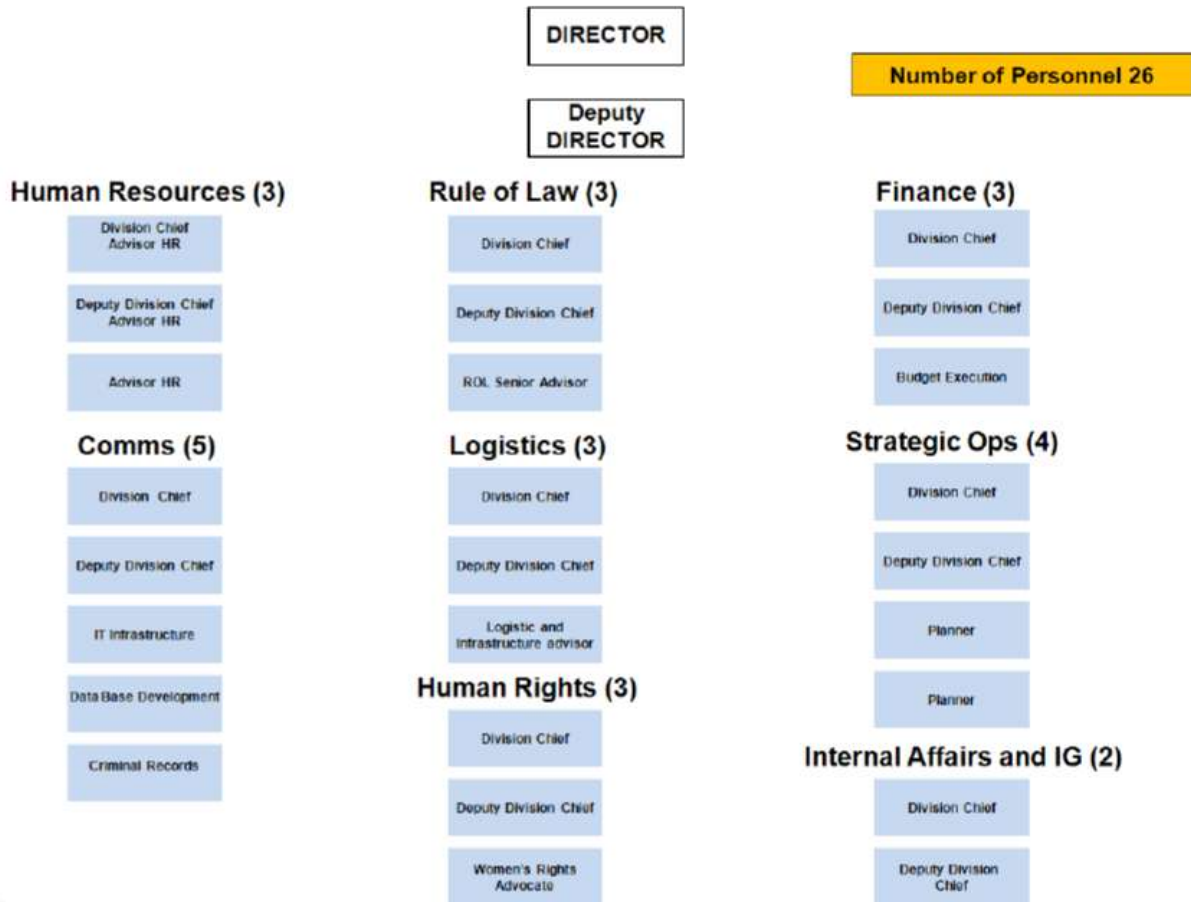 DIRECTOR
Number of Personnel 26
Deputy
DIRECTOR
Human Resources (3)
Division Chief
Advisor HR
Deputy Division Chief
Advisor HR
Advisor HR
Rule of Law (3)
Division Chief
Deputy Division Chief
ROL Senior Advisor
Finance (3)
Division Chief
Deputy Division Chief
Budget Execution
Comms (5)
Division Chief
Deputy Division Chief
IT Infrastructure
Data Base Development
Criminal Records
Logistics (3)
Division Chief
Deputy Division Chief
Logistic and
Infrastructure advisor
Strategic Ops (4)
Division Chief
Deputy Division Chief
Planner
Planner
Human Rights (3)
Division Chief
Deputy Division Chief
Women's Rights
Advocate
Internal Affairs and IG (2)
Division Chief
Deputy Division
Chief